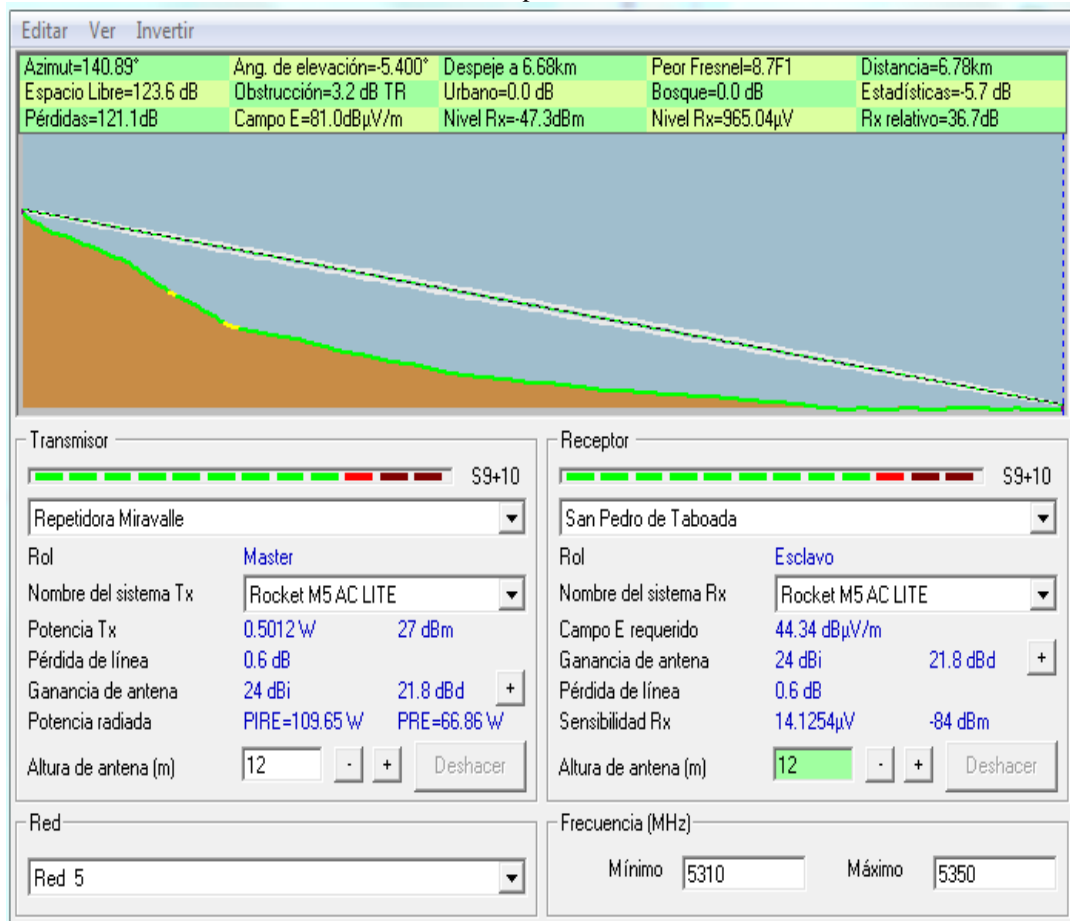 Editar Ver Invertir
Azimut=140.89° Ang. de elevación=-5.400° Despeje a 6.68km Peor Fresnel=8.7F1 Distancia=6.78km
Espacio Libre=123.6 dB Obstrucción=3.2 dB TR Urbano=0.0 dB Bosque=0.0 dB Estadísticas=-5.7 dB
Pérdidas=121.1dB Campo E=81.0dBµV/m Nivel Rx=-47.3dBm Nivel Rx=965.04µV Rx relativo=36.7dB
Transmisor
S9+10
Repetidora Miravalle
Rol Master
Nombre del sistema Tx Rocket M5 AC LITE
Potencia Tx 0.5012 W 27 dBm
Pérdida de línea 0.6 dB
Ganancia de antena 24 dBi 21.8 dBd +
Potencia radiada PIRE=109.65 W PRE=66.86 W
Altura de antena (m) 12 - + Deshacer
Receptor
S9+10
San Pedro de Taboada
Rol Esclavo
Nombre del sistema Rx Rocket M5 AC LITE
Campo E requerido 44.34 dBµV/m
Ganancia de antena 24 dBi 21.8 dBd +
Pérdida de línea 0.6 dB
Sensibilidad Rx 14.1254µV -84 dBm
Altura de antena (m) 12 - + Deshacer
Red
Red 5
Frecuencia (MHz)
Mínimo 5310 Máximo 5350